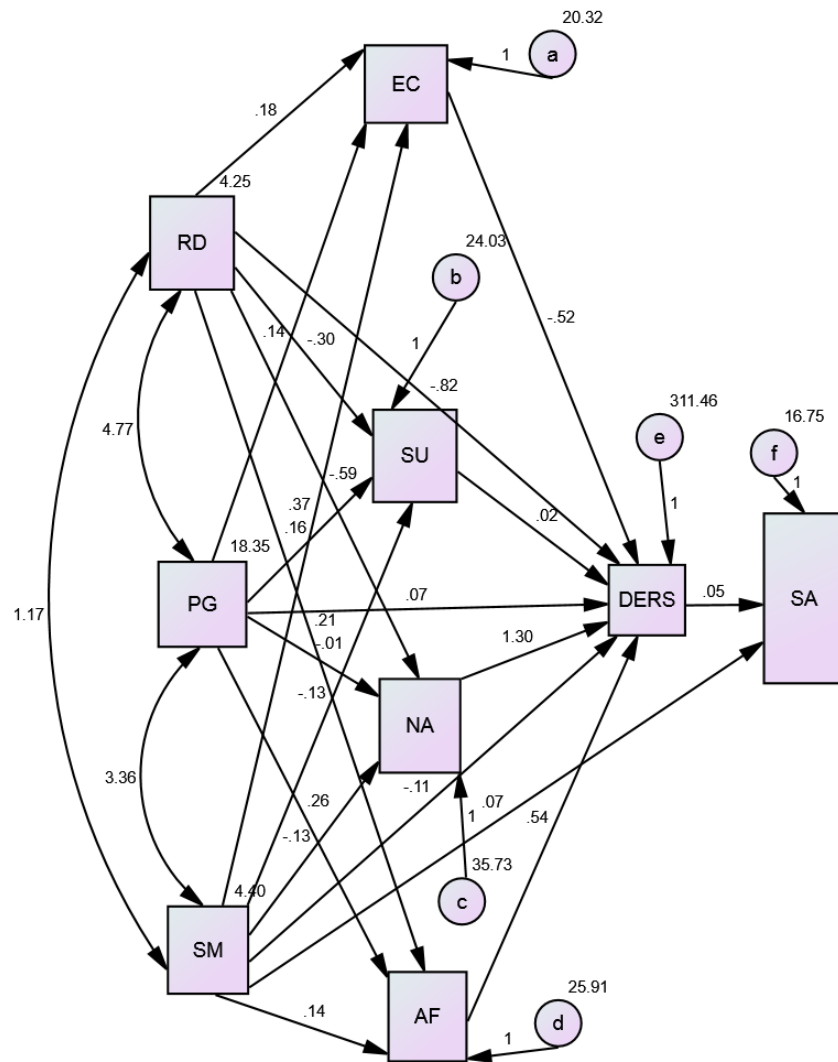 20.32
a
1
EC
.18
4.25
RD
24.03
b
.14
-.30
-.52
1
-.82
4.77
311.46
16.75
e
f
SU
-.59
1
1
.37
.16
.02
18.35
PG
.07
DERS
.05
SA
1.17
.21
-.01
1.30
-.13
NA
3.36
-.11
.07
.26
1
.54
-.13
35.73
4.40
c
SM
25.91
.14
AF
d
1